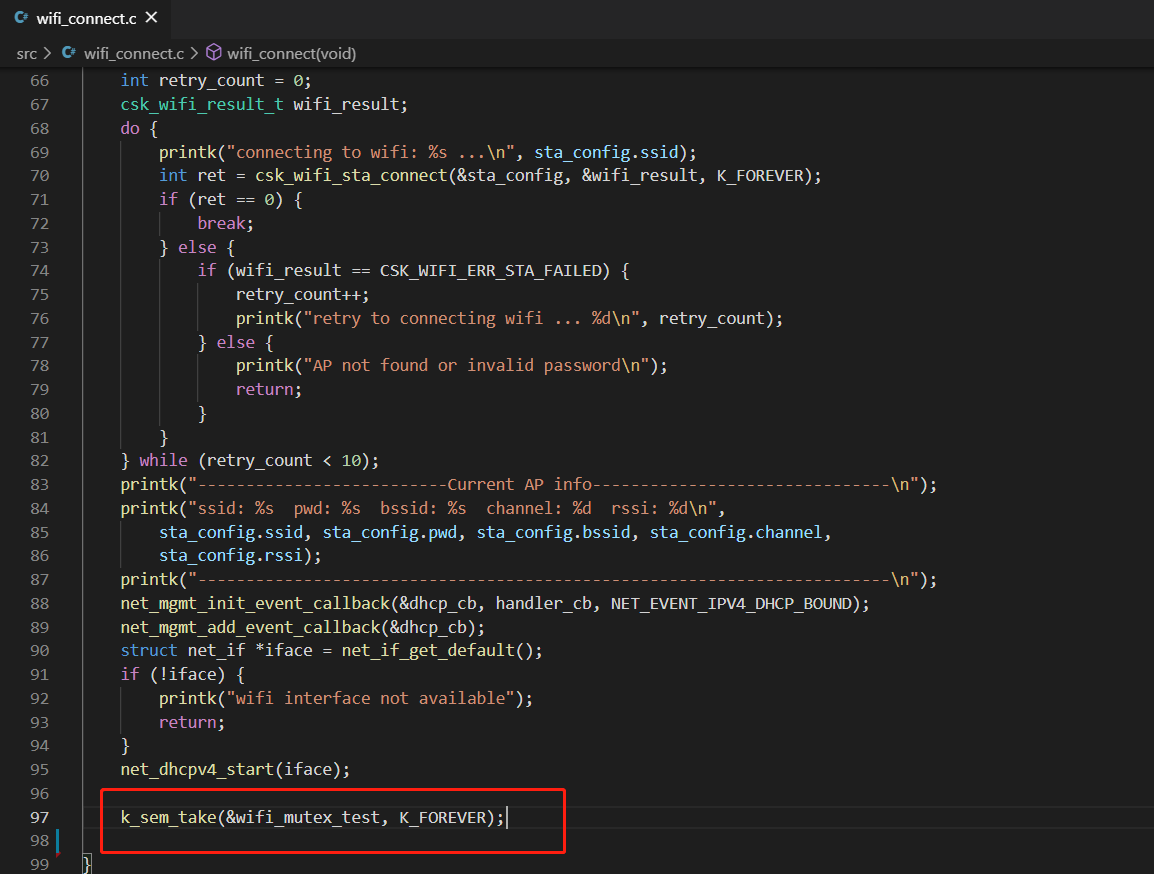 wifi_connect.c
src > wifi_connect.c > wifi_connect(void)
66 int retry_count = 0;
67 csk_wifi_result_t wifi_result;
68 do {
69 printk("connecting to wifi: %s ...\n", sta_config.ssid);
70 int ret = csk_wifi_sta_connect(&sta_config, &wifi_result, K_FOREVER);
71 if (ret == 0) {
72 break;
73 } else {
74 if (wifi_result == CSK_WIFI_ERR_STA_FAILED) {
75 retry_count++;
76 printk("retry to connecting wifi ... %d\n", retry_count);
77 } else {
78 printk("AP not found or invalid password\n");
79 return;
80 }
81 }
82 } while (retry_count < 10);
83 printk("--------------------------Current AP info-------------------------------\n");
84 printk("ssid: %s  pwd: %s  bssid: %s  channel: %d  rssi: %d\n",
85 sta_config.ssid, sta_config.pwd, sta_config.bssid, sta_config.channel,
86 sta_config.rssi);
87 printk("------------------------------------------------------------------------\n");
88 net_mgmt_init_event_callback(&dhcp_cb, handler_cb, NET_EVENT_IPV4_DHCP_BOUND);
89 net_mgmt_add_event_callback(&dhcp_cb);
90 struct net_if *iface = net_if_get_default();
91 if (!iface) {
92 printk("wifi interface not available");
93 return;
94 }
95 net_dhcpv4_start(iface);
96
97 k_sem_take(&wifi_mutex_test, K_FOREVER);
98
99 }